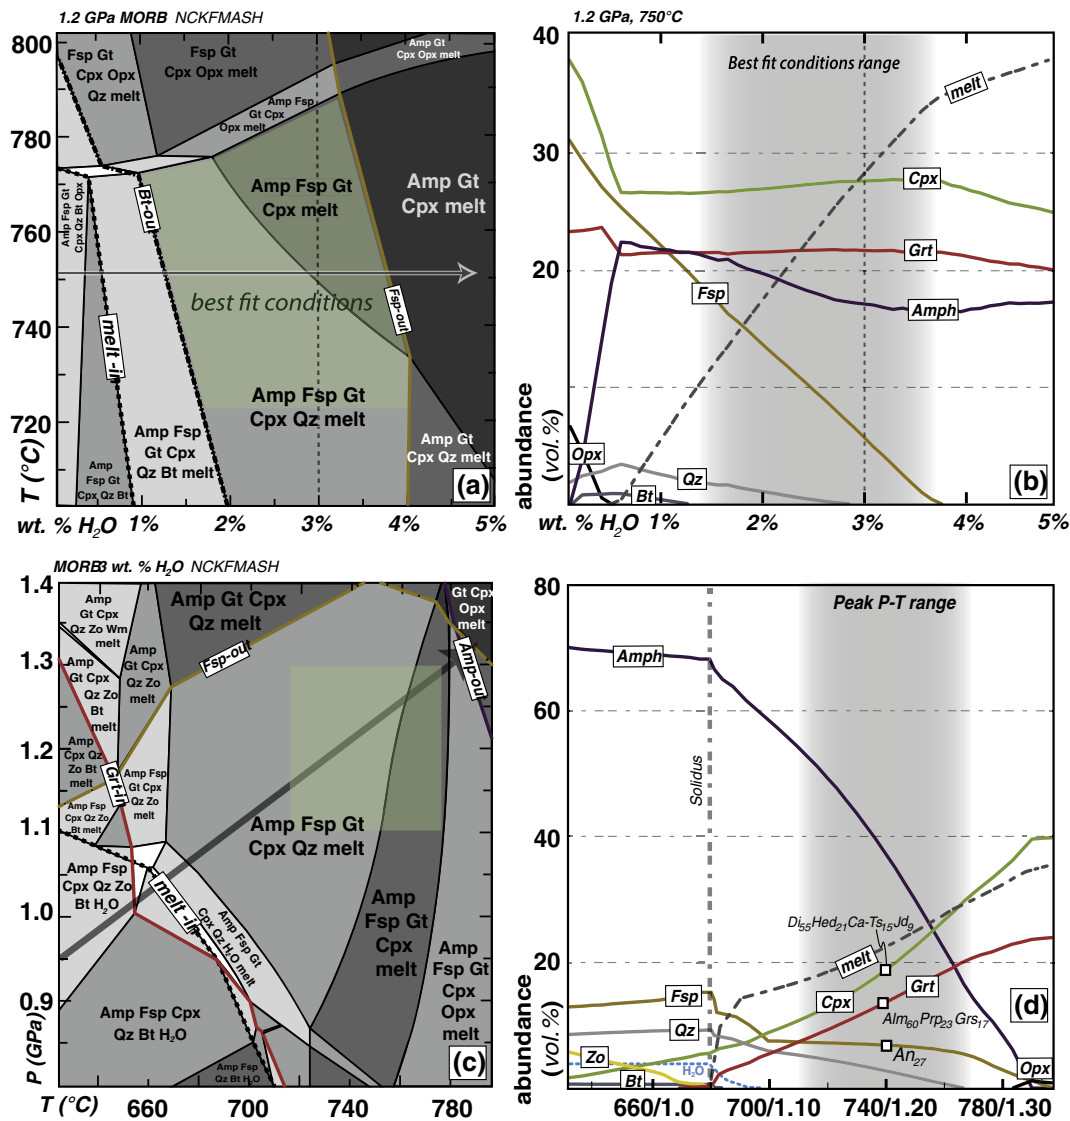 1.2 GPa MORB NCKFMASH
800
780
760
740
720
T (°C)
Fsp Gt
Cpx Opx
Qz melt
Fsp Gt
Cpx Opx melt
Amp Gt
Cpx Opx melt
Amp Fsp
Gt Cpx
Opx melt
Amp Fsp Gt
Cpx Qz Bt Opx
Bt-out
Amp Fsp Gt
Cpx melt
Amp Gt
Cpx melt
best fit conditions
Fsp-out
melt -in
Amp Fsp Gt
Cpx Qz melt
Amp Fsp
Gt Cpx
Qz Bt melt
Amp
Fsp Gt
Cpx Qz Bt
Amp Gt
Cpx Qz melt
(a)
wt. % H2O 1% 2% 3% 4% 5%
1.2 GPa, 750°C
40
30
20
abundance
(vol. %)
Best fit conditions range
melt
Cpx
Grt
Fsp
Amph
Opx
Qz
Bt
(b)
wt. % H2O 1% 2% 3% 4% 5%
MORB3 wt. % H2O NCKFMASH
1.4
1.3
1.2
1.1
1.0
0,9
P (GPa)
Amp
Gt Cpx
Qz Zo Wm
melt
Amp Gt Cpx
Qz melt
Gt Cpx
Opx
melt
Amp
Gt Cpx
Qz Zo
Bt
melt
Amp
Gt Cpx
Qz Zo
melt
Fsp-out
Amp-out
Amp
Cpx Qz
Zo Bt
melt
Grt-in
Amp Fsp
Gt Cpx
Qz Zo
melt
Amp Fsp
Cpx Qz Zo
Bt melt
Amp Fsp Gt
Cpx Qz melt
Amp Fsp
Cpx Qz Zo
Bt H2O
melt -in
Amp Fsp Gt
Cpx Qz H2O melt
Amp
Fsp Gt
Cpx
melt
Amp
Fsp Gt
Cpx
Opx
melt
Amp Fsp Cpx
Qz Bt H2O
Amp Fsp Gt
Cpx
Qz Bt H2O
(c)
T (°C) 660 700 740 780
80
60
40
20
abundance
(vol. %)
Peak P-T range
Amph
Solidus
Di55Hed21Ca-Ts15Jd9
melt
Cpx
Grt
Fsp
Alm60Prp23Grs17
Qz
An27
Zo
H2O
Bt
Opx
(d)
660/1.0 700/1.10 740/1.20 780/1.30